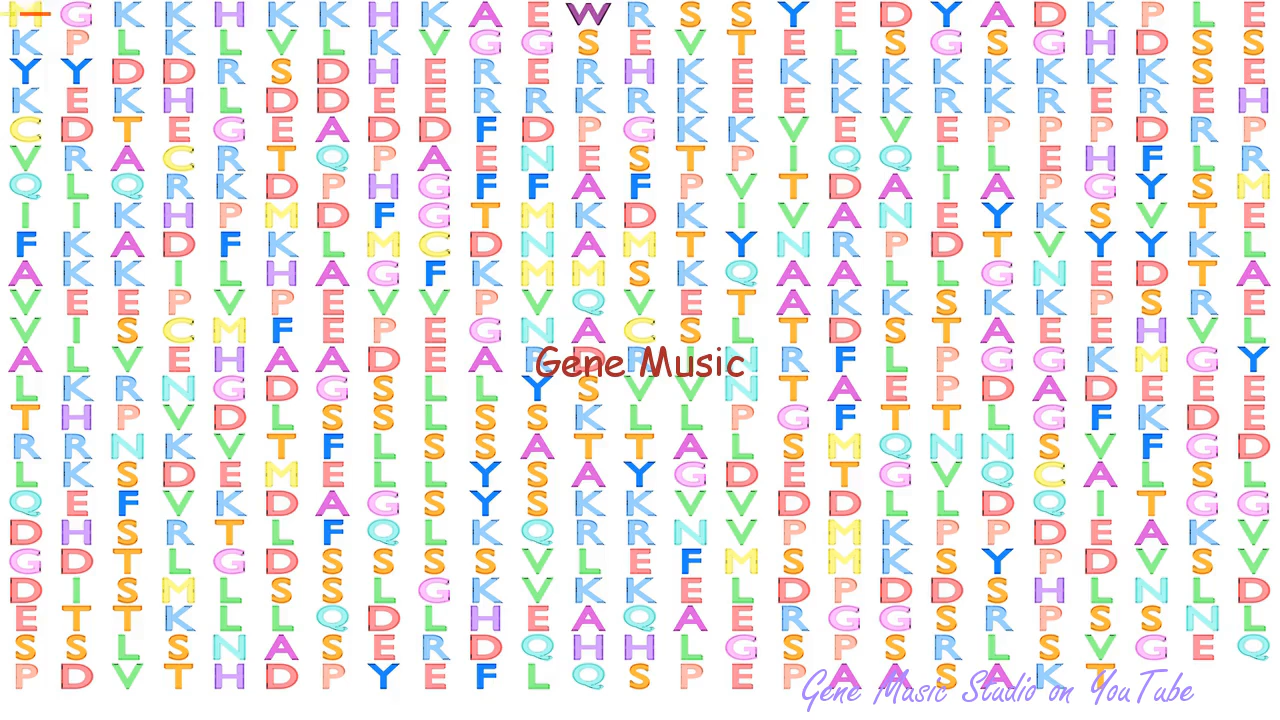 M G K K H K K H K A E W R S S Y E D Y A D K P L E
K P L K L V L K V G G S E V T E L S G S G H D S S
Y Y D D R S D H E R E R H K E K K K K K K K K S E
K E K H L D D E E R R K R K E E K K R K R E R E H
C D T E G E A D D F D P G K K V E V E P P P D R P
V R A C R T Q P A E N E S T P I Q Q L L E H F L R
Q L Q R K D P H G F F A F P V T D A I A P G Y S M
I I K H P M D F G T M K D K I V A N E Y K S V T E
F K A D F K L M C D N A M T Y N R P D T V Y Y K L
A K K I L H A G F K M M S K Q A A L L G N E D T A
V E E P V P E V V P V Q V E T A K K S K K P S R E
V I S C M F E P E G N A C S L T D S T A E E H V L
A L V E H A A D E A R D R L N R F L P G G K M G Y
Gene Music
L K R N G D G S L L Y S V V N T A E P D A D E E E
T H P V D L S S L S S K L L P G F T T L G F K D E
R R N K V T F L S S A T T A L S M Q N N S V F G D
L K S D E M E L L Y S A Y G D E T G V Q C A L S L
Q E F V K D A G S Y S K K V V D D L L D Q I T G G
D H S R T L F Q L K Q R R N V P M K P P D E A K V
G D T L G D S S S S V L E F M S M K S Y P D V S V
D I S M L S S L G K V K K E L D P D D S H L N L D
E T T K L L Q D L H E A Q A E R G G S R P S S N L
S S L S N A S E R D Q H H L G S P S R L S V G E Q
P D V T H D P Y E F L Q S P E P A A S A K T
Gene Music Studio on YouTube